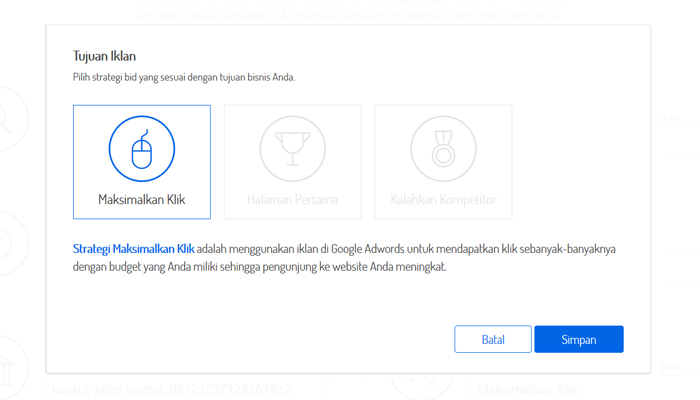 Tujuan Iklan
Pilih strategi bid yang sesuai dengan tujuan bisnis Anda.
Maksimalkan Klik
Halaman Pertama
Kalahkan Kompetitor
Strategi Maksimalkan Klik adalah menggunakan iklan di Google Adwords untuk mendapatkan klik sebanyak-banyaknya
dengan budget yang Anda miliki sehingga pengunjung ke website Anda meningkat.
Batal
Simpan
kuntul, jalan kuntul, 08121237128367812
Maksimalkan Klik